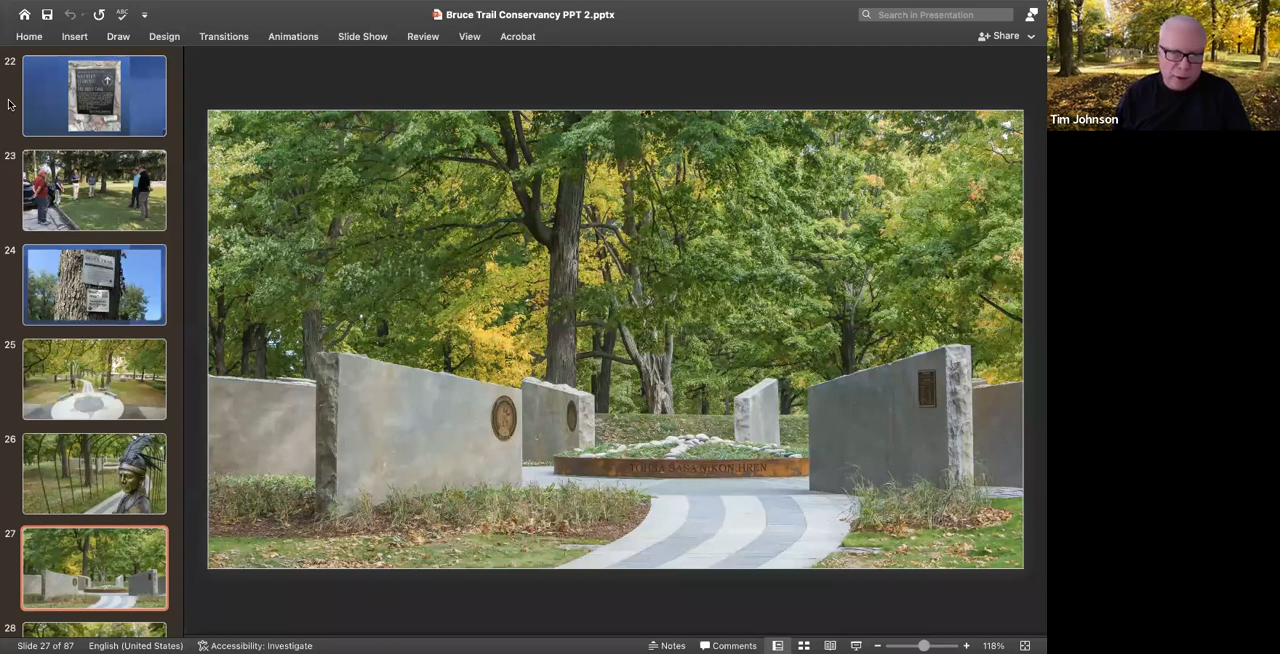 Bruce Trail Conservancy PPT 2.pptx
ABC
Search in Presentation
Home Insert Draw Design Transitions Animations Slide Show Review View Acrobat
Share
22
23
24
25
26
27
28
Tim Johnson
Slide 27 of 87 English (United States) Accessibility: Investigate
Notes Comments
118%